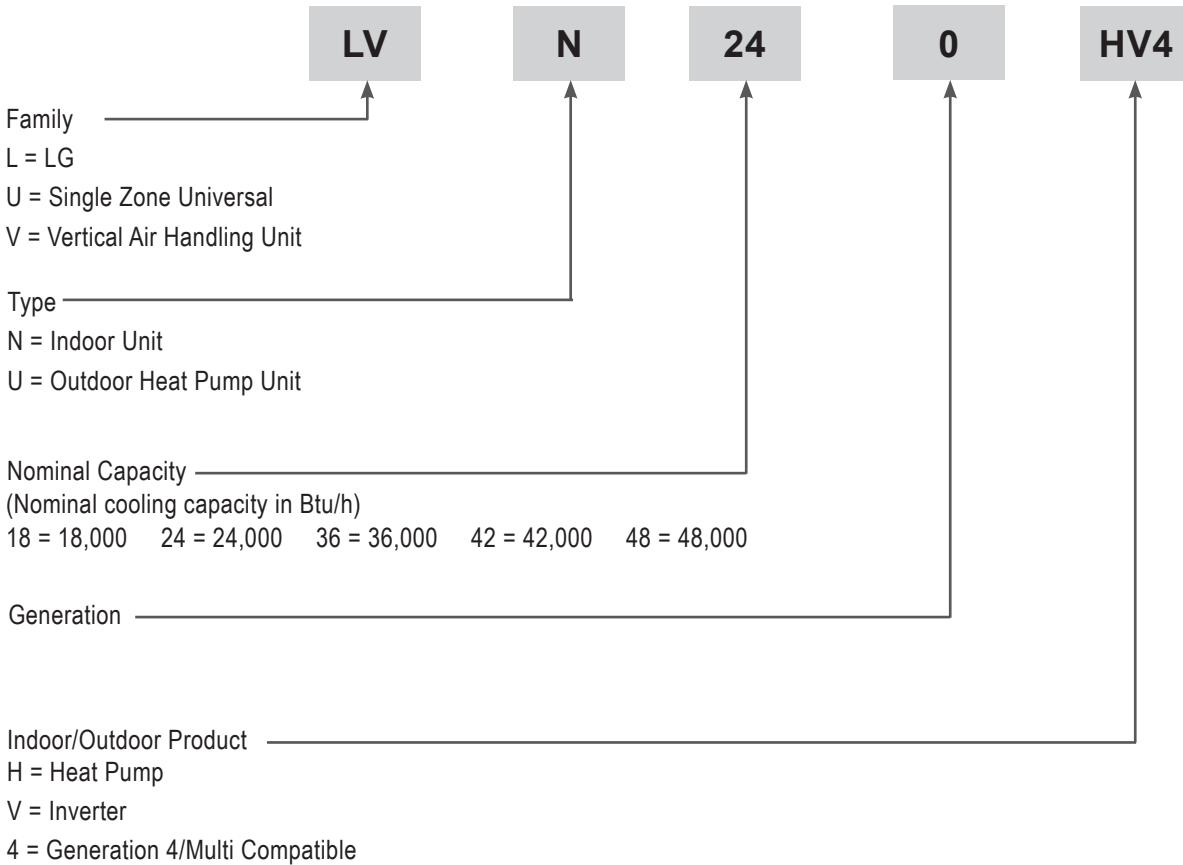 LV N 24 0 HV4
Family
L = LG
U = Single Zone Universal
V = Vertical Air Handling Unit
Type
N = Indoor Unit
U = Outdoor Heat Pump Unit
Nominal Capacity
(Nominal cooling capacity in Btu/h)
18 = 18,000 24 = 24,000 36 = 36,000 42 = 42,000 48 = 48,000
Generation
Indoor/Outdoor Product
H = Heat Pump
V = Inverter
4 = Generation 4/Multi Compatible